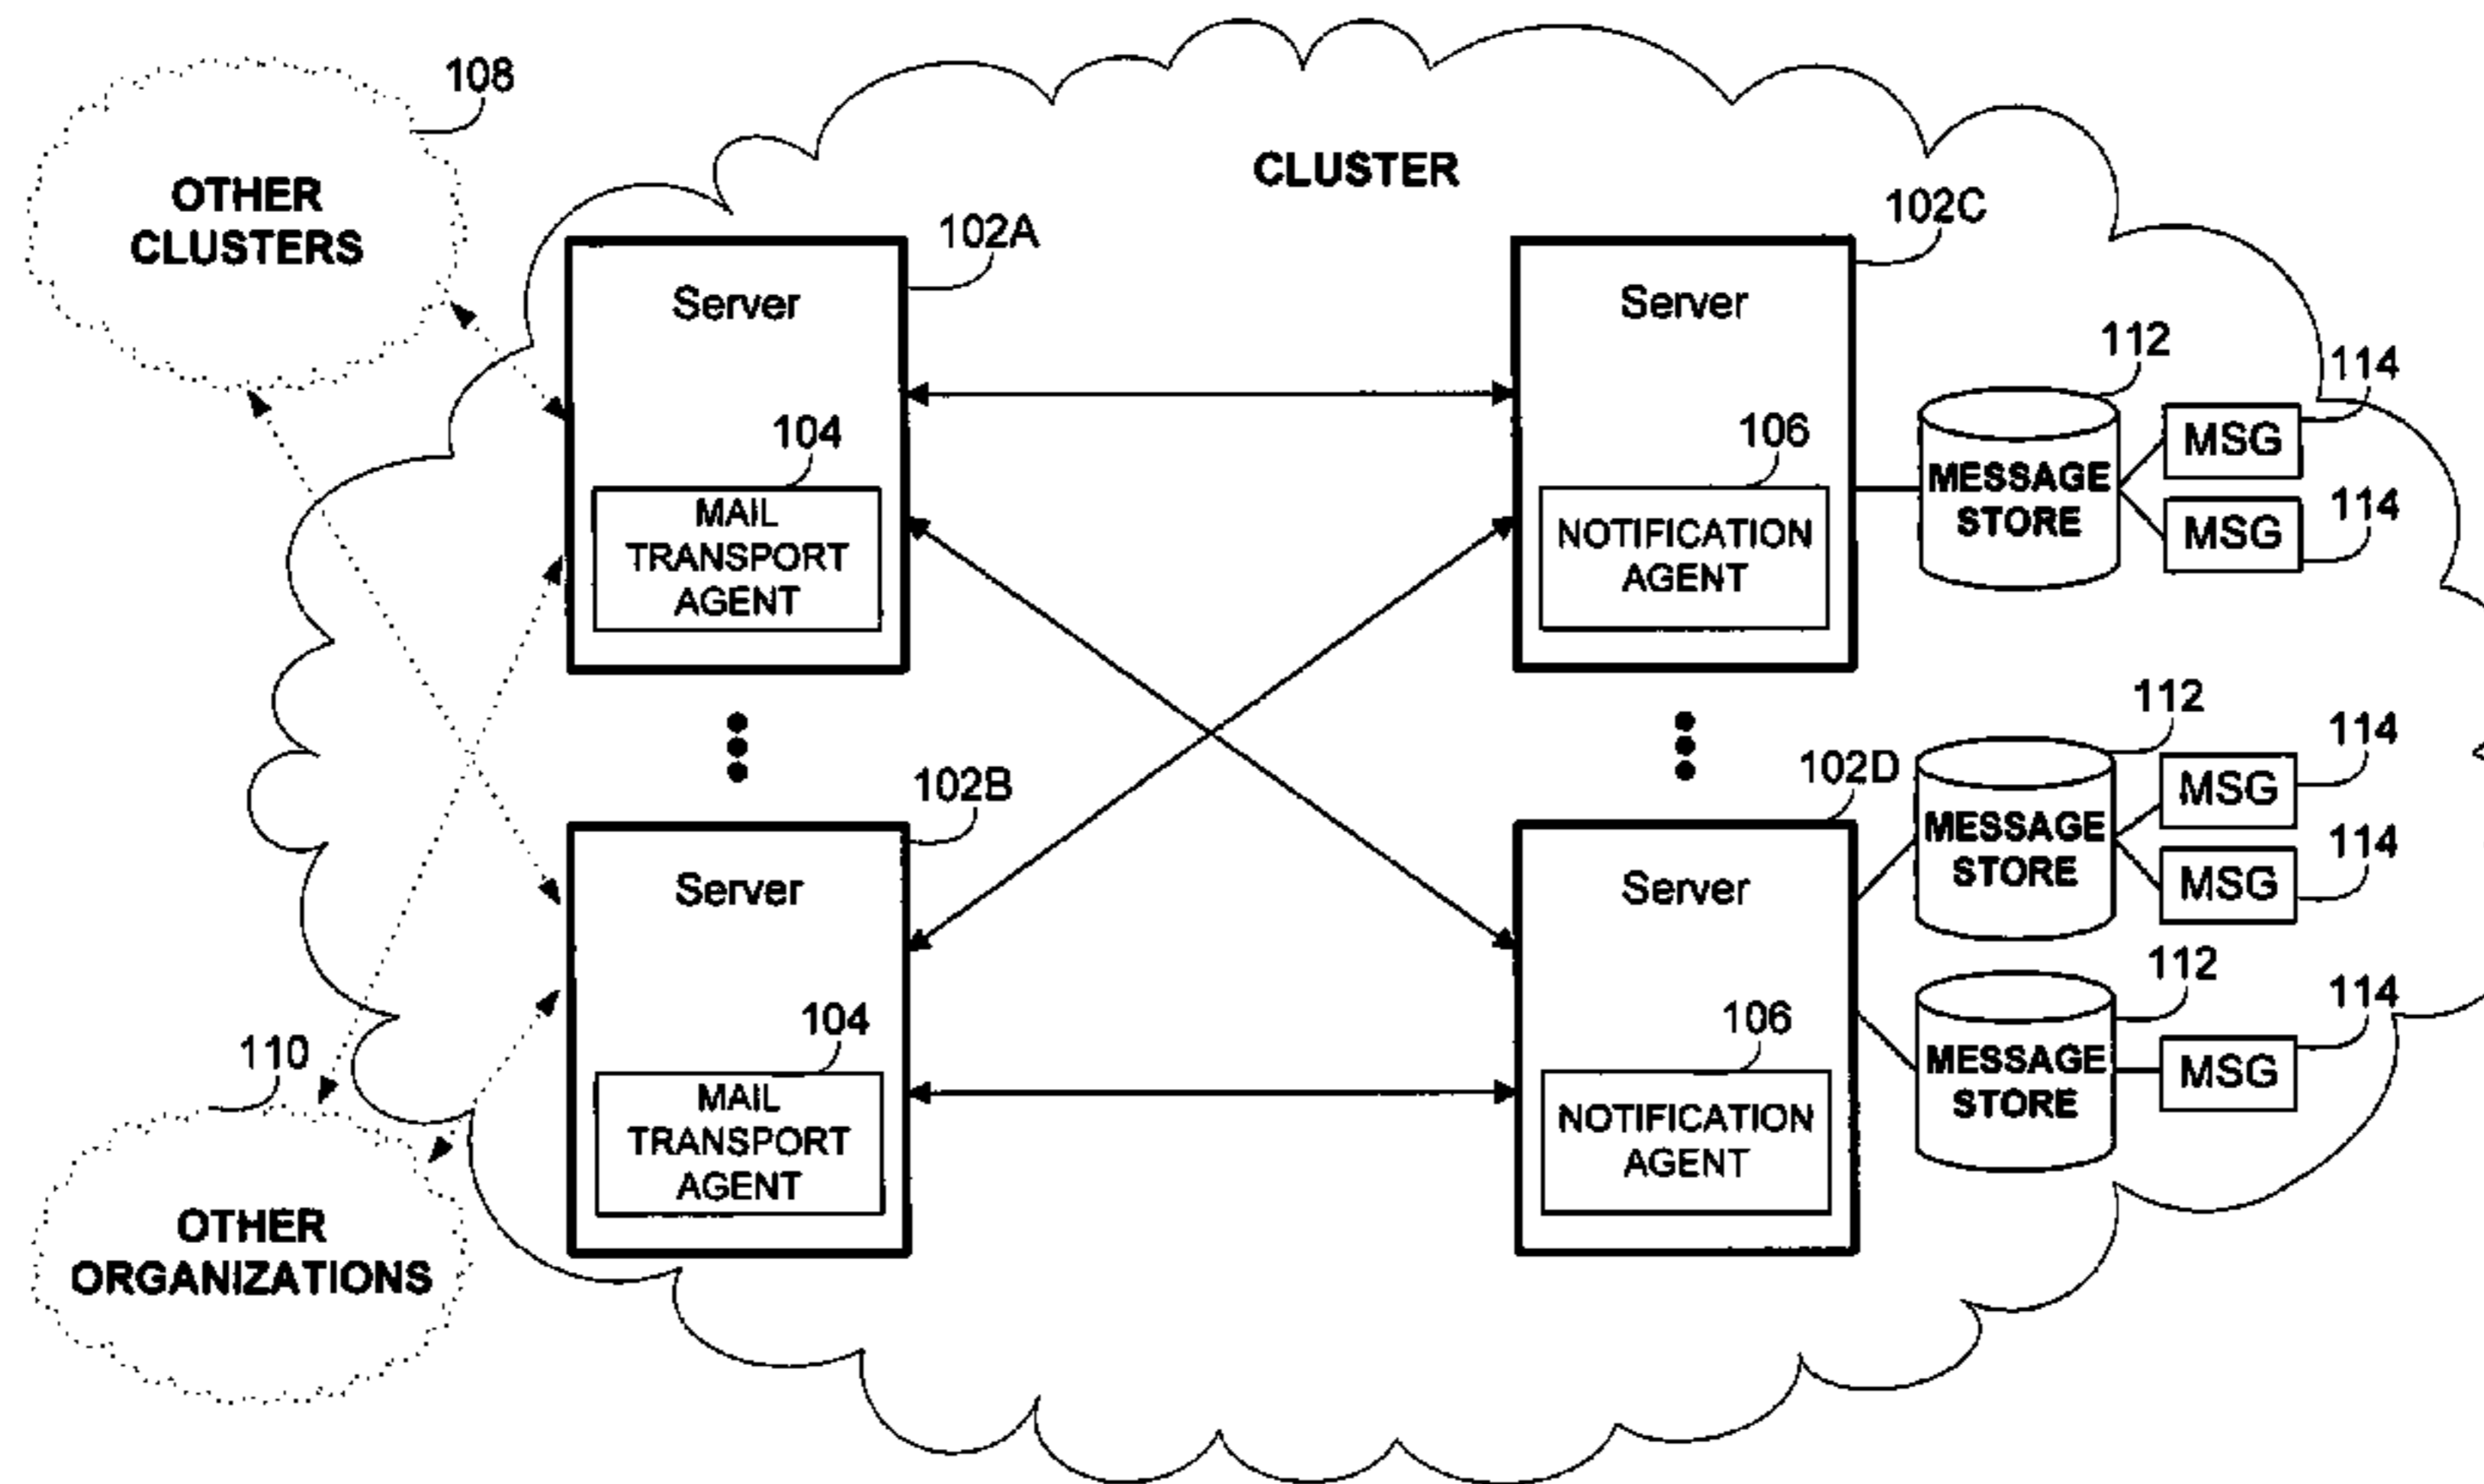 108
OTHER
CLUSTERS
CLUSTER
102A
Server
104
MAIL
TRANSPORT
AGENT
102C
Server
106
NOTIFICATION
AGENT
112
MESSAGE
STORE
114
MSG
114
MSG
102B
Server
104
MAIL
TRANSPORT
AGENT
102D
Server
106
NOTIFICATION
AGENT
112
MESSAGE
STORE
114
MSG
114
MSG
112
MESSAGE
STORE
114
MSG
110
OTHER
ORGANIZATIONS